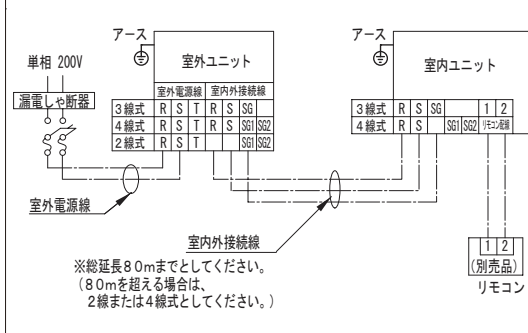 アース
室外ユニット
単相 200V
漏電しゃ断器
室外電源線 室内外接続線
3線式 R S T R S SG
4線式 R S T R S SG1 SG2
2線式 R S T SG1 SG2
室外電源線
アース
室内ユニット
3線式 R S SG 1 2
4線式 R S SG1 SG2 リモコン配線
室内外接続線
※総延長80mまでとしてください。
(80mを超える場合は、
2線または4線式としてください。)
1 2
(別売品)
リモコン